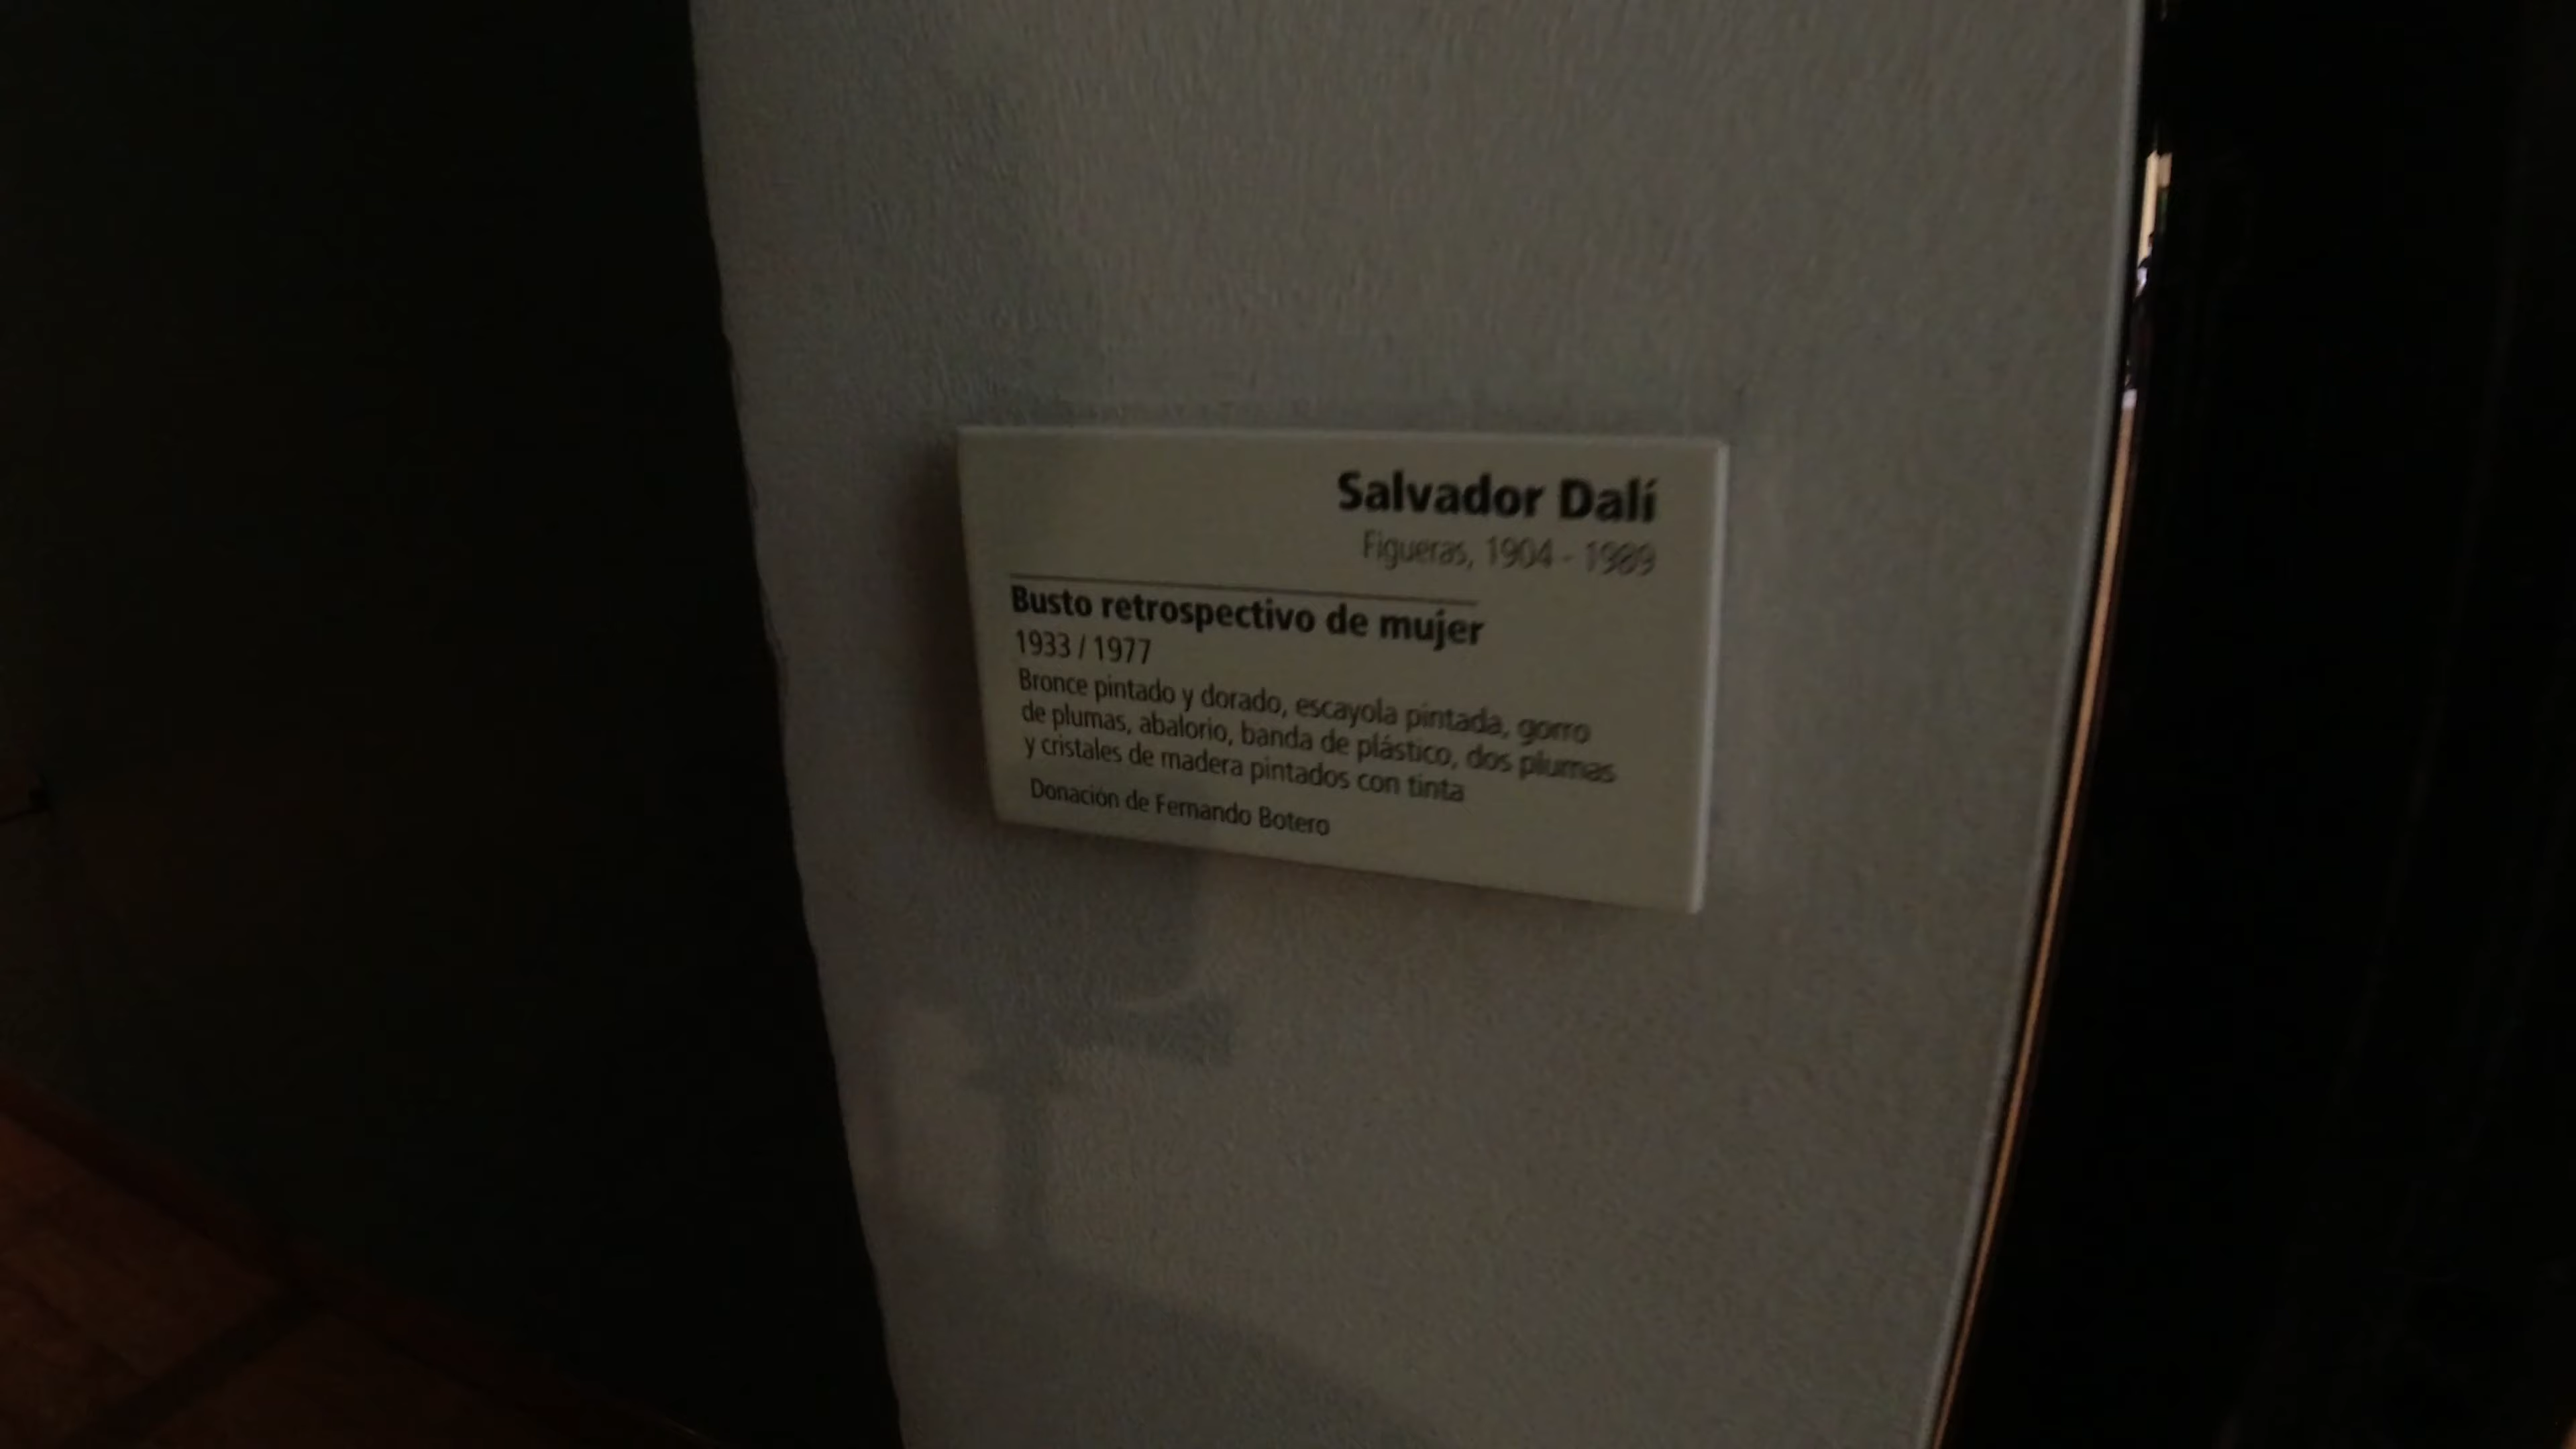 Salvador Dalí
Figueras, 1904 - 1989
Busto retrospectivo de mujer
1933 / 1977
Bronce pintado y dorado, escayola pintada, gorro
de plumas, abalorio, banda de plástico, dos plumas
y cristales de madera pintados con tinta
Donación de Fernando Botero